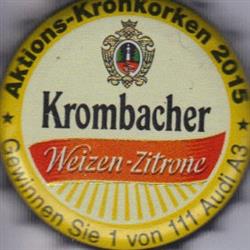 Aktions-Kronkorken 2015
Krombacher
Weizen-Zitrone
Gewinnen Sie 1 von 111 Audi A3